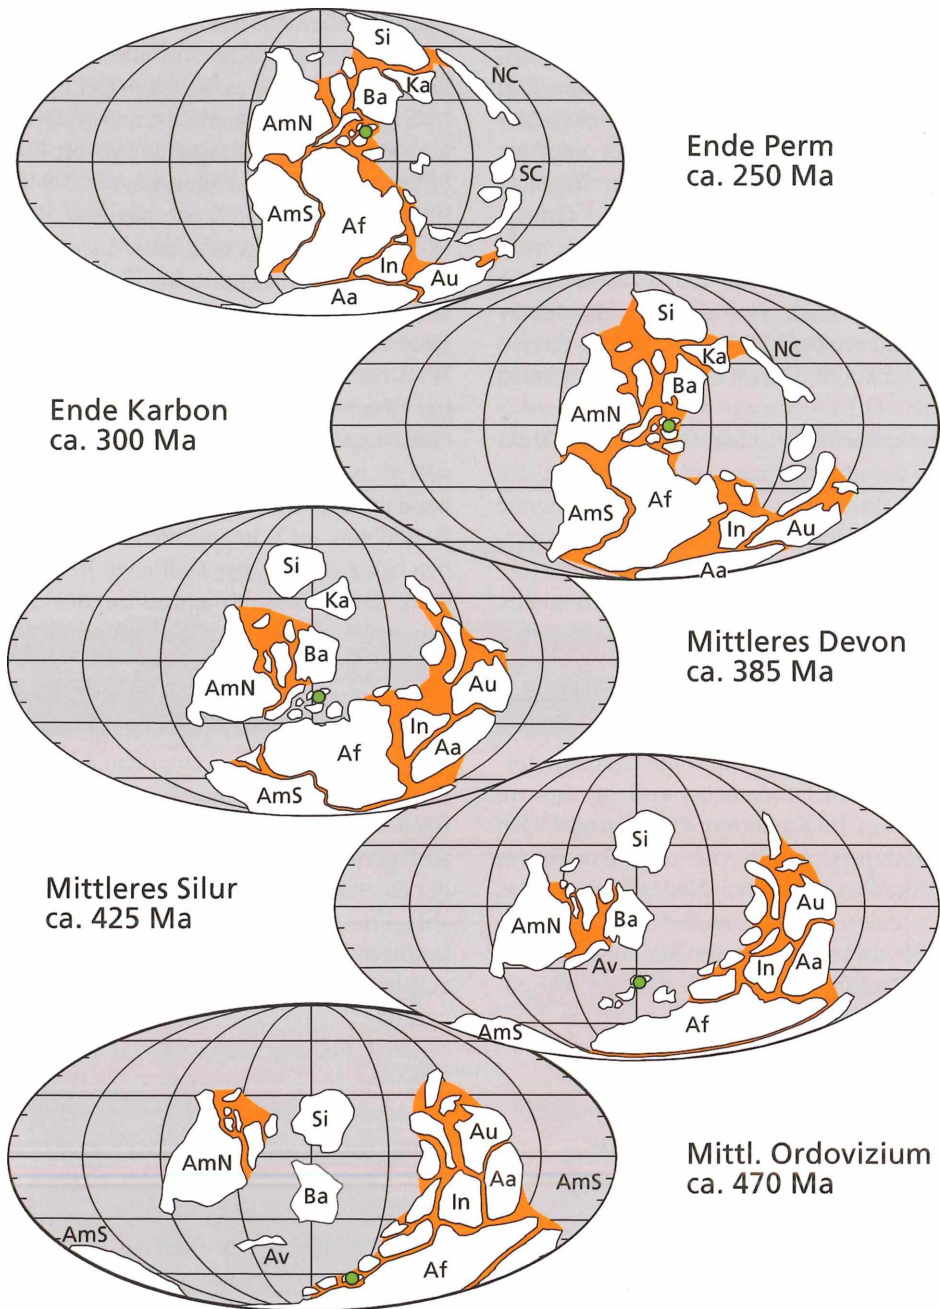 Si
NC
Ka
Ba
AmN
SC
AmS
Af
In
Au
Aa
Ende Perm
ca. 250 Ma
Si
NC
Ka
Ba
AmN
Af
AmS
In
Au
Aa
Ende Karbon
ca. 300 Ma
Si
Ka
Ba
AmN
Au
In
Aa
Af
AmS
Mittleres Devon
ca. 385 Ma
Si
Au
AmN
Ba
Aa
Av
In
Af
AmS
Mittleres Silur
ca. 425 Ma
Si
Au
AmN
Aa
AmS
Ba
In
AmS
Av
Af
Mittl. Ordovizium
ca. 470 Ma